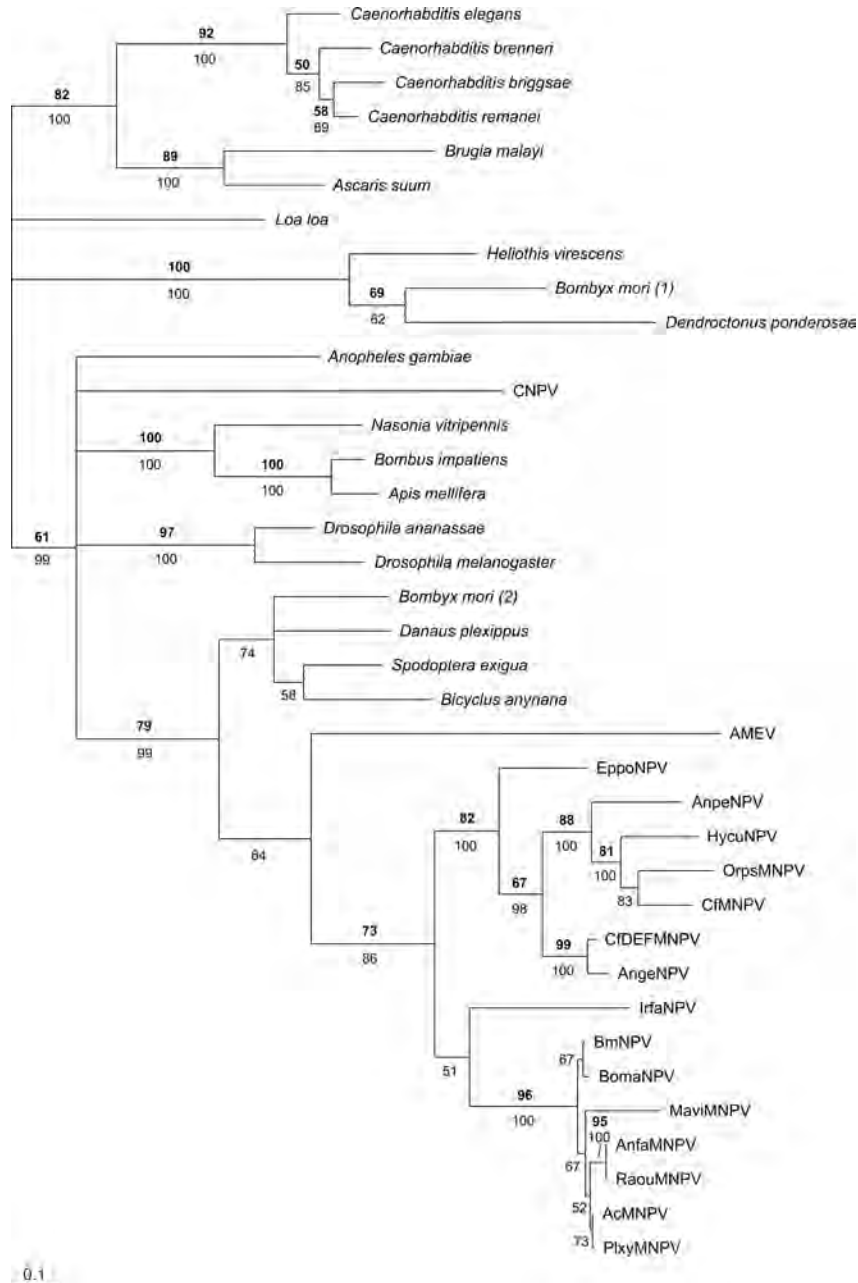 Caenorhabditis elegans
92
100
Caenorhabditis brenneri
50
85
Caenorhabditis briggsae
82
100
58
69
Caenorhabditis remanei
Brugia malayi
89
100
Ascaris suum
Loa loa
Heliothis virescens
100
100
Bombyx mori (1)
69
62
Dendroctonus ponderosae
Anopheles gambiae
CNPV
Nasonia vitripennis
100
100
Bombus impatiens
100
100
Apis mellifera
Drosophila ananassae
61
99
97
100
Drosophila melanogaster
Bombyx mori (2)
Danaus plexippus
74
Spodoptera exigua
58
Bicyclus anynana
79
99
AMEV
EppoNPV
AnpeNPV
82
100
88
100
HycuNPV
81
100
64
OrpsMNPV
67
98
83
CfMNPV
73
86
CfDEFMNPV
99
100
AngeNPV
IrfaNPV
BmNPV
51
67
BomaNPV
96
100
MaviMNPV
95
100
AnfaMNPV
67
RaouMNPV
52
AcMNPV
73
PlxyMNPV
0.1